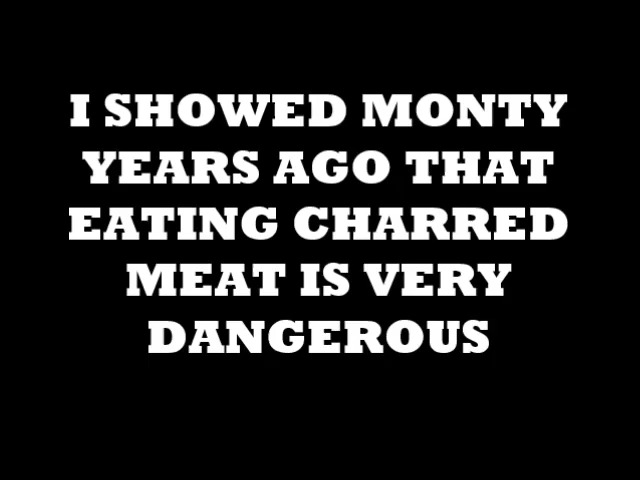 I SHOWED MONTY
YEARS AGO THAT
EATING CHARRED
MEAT IS VERY
DANGEROUS